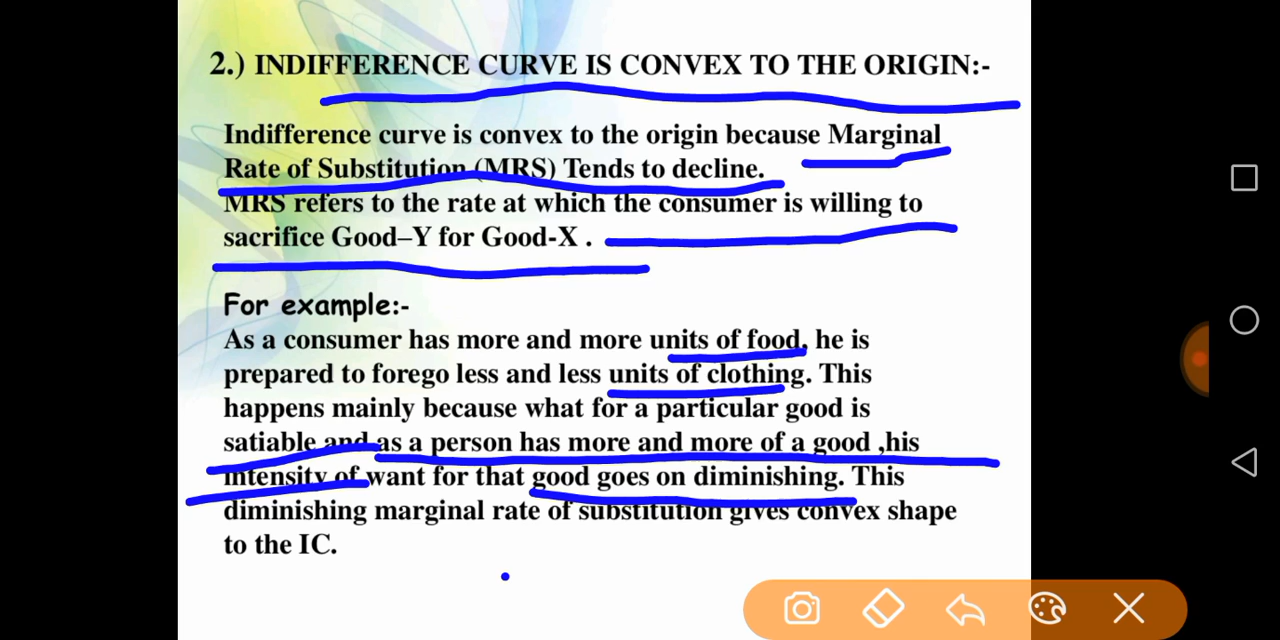 2.) INDIFFERENCE CURVE IS CONVEX TO THE ORIGIN:-
Indifference curve is convex to the origin because Marginal
Rate of Substitution (MRS) Tends to decline.
MRS refers to the rate at which the consumer is willing to
sacrifice Good–Y for Good-X .
For example:-
As a consumer has more and more units of food, he is
prepared to forego less and less units of clothing. This
happens mainly because what for a particular good is
satiable and as a person has more and more of a good ,his
intensity of want for that good goes on diminishing. This
diminishing marginal rate of substitution gives convex shape
to the IC.